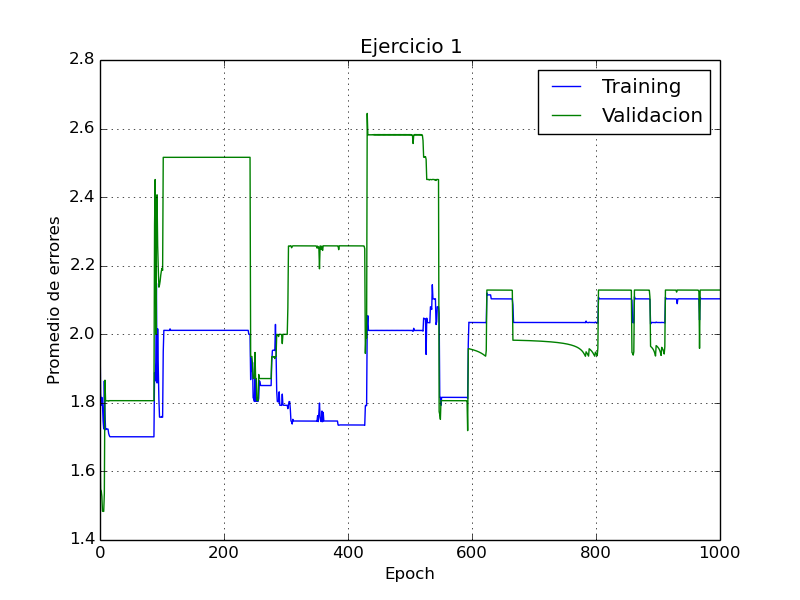 Ejercicio 1
Training
Validacion
Promedio de errores
2.8
2.6
2.4
2.2
2.0
1.8
1.6
1.4
0 200 400 600 800 1000
Epoch